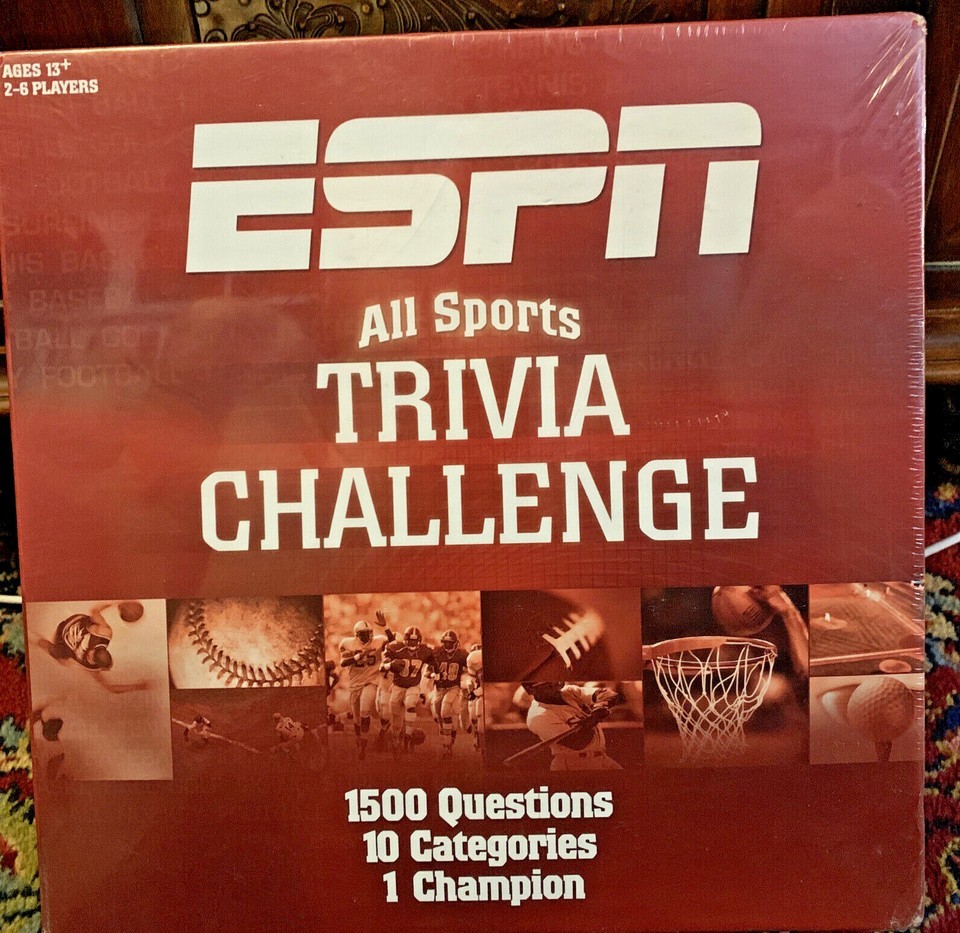 AGES 13+
2-6 PLAYERS
ESPN
All Sports
TRIVIA
CHALLENGE
1500 Questions
10 Categories
1 Champion